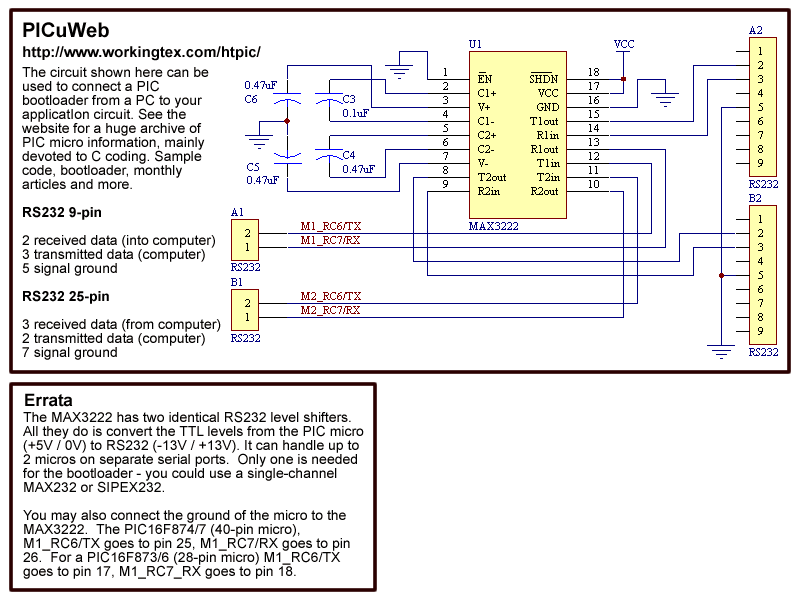 PICuWeb
http://www.workingtex.com/htpic/
The circuit shown here can be
used to connect a PIC
bootloader from a PC to your
application circuit. See the
website for a huge archive of
PIC micro information, mainly
devoted to C coding. Sample
code, bootloader, monthly
articles and more.
RS232 9-pin
2 received data (into computer)
3 transmitted data (computer)
5 signal ground
RS232 25-pin
3 received data (from computer)
2 transmitted data (computer)
7 signal ground
0.47uF
C6
C3
0.1uF
C5
0.47uF
C4
0.47uF
U1
1 EN SHDN 18
2 C1+ VCC 17
3 V+ GND 16
4 C1- T1out 15
5 C2+ R1in 14
6 C2- R1out 13
7 V- T1in 12
8 T2out T2in 11
9 R2in R2out 10
MAX3222
VCC
A2
1
2
3
4
5
6
7
8
9
RS232
B2
1
2
3
4
5
6
7
8
9
RS232
A1
2 M1_RC6/TX
1 M1_RC7/RX
RS232
B1
2 M2_RC6/TX
1 M2_RC7/RX
RS232
Errata
The MAX3222 has two identical RS232 level shifters.
All they do is convert the TTL levels from the PIC micro
(+5V / 0V) to RS232 (-13V / +13V). It can handle up to
2 micros on separate serial ports.  Only one is needed
for the bootloader - you could use a single-channel
MAX232 or SIPEX232.
You may also connect the ground of the micro to the
MAX3222.  The PIC16F874/7 (40-pin micro),
M1_RC6/TX goes to pin 25, M1_RC7/RX goes to pin
26.  For a PIC16F873/6 (28-pin micro) M1_RC6/TX
goes to pin 17, M1_RC7_RX goes to pin 18.